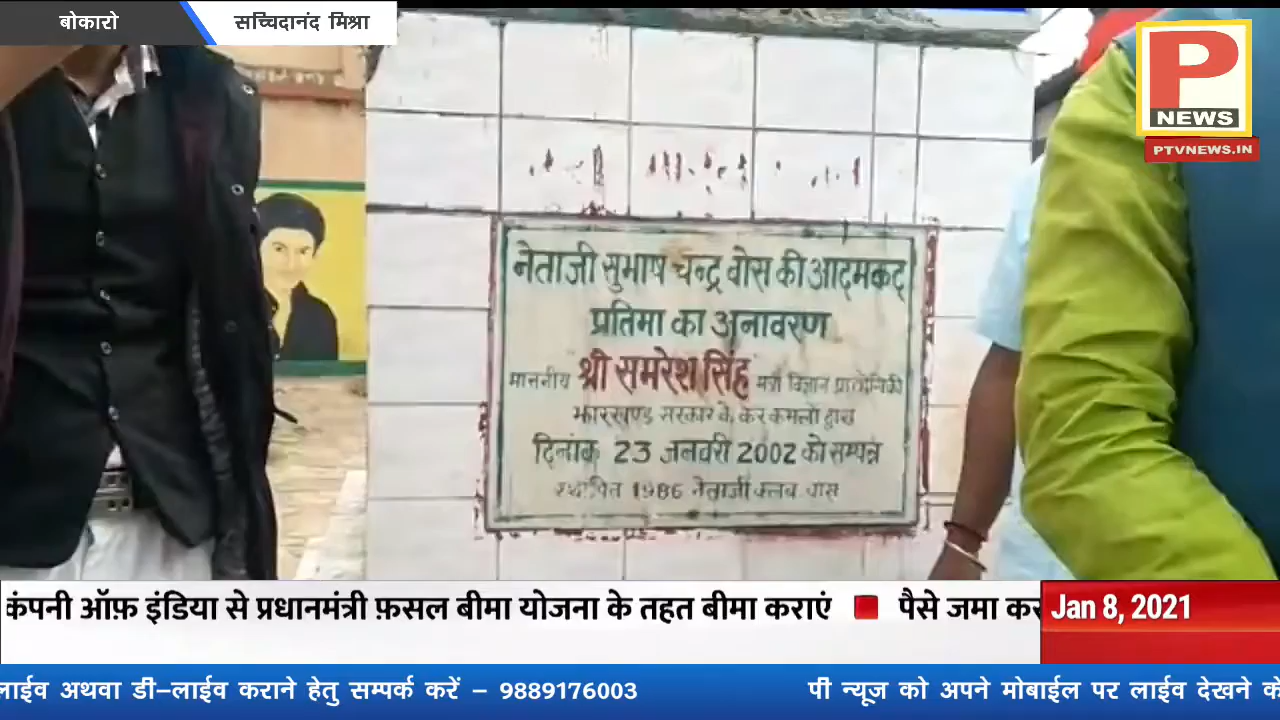 बोकारो
सच्चिदानंद मिश्रा
P
NEWS
PTVNEWS.IN
नेताजी सुभाष चन्द्र वोस की आदमकद
प्रतिमा का अनावरण
माननीय श्री समरेश सिंह मंत्री विज्ञान प्रौद्योगिकी
झारखण्ड सरकार के कर कमलों द्वारा
दिनांक 23 जनवरी 2002 को सम्पन्न
स्थापित 1986 नेताजी क्लब चास
कंपनी ऑफ़ इंडिया से प्रधानमंत्री फ़सल बीमा योजना के तहत बीमा कराएं
पैसे जमा कर
Jan 8, 2021
लाईव अथवा डी-लाईव कराने हेतु सम्पर्क करें - 9889176003
पी न्यूज को अपने मोबाईल पर लाईव देखने के